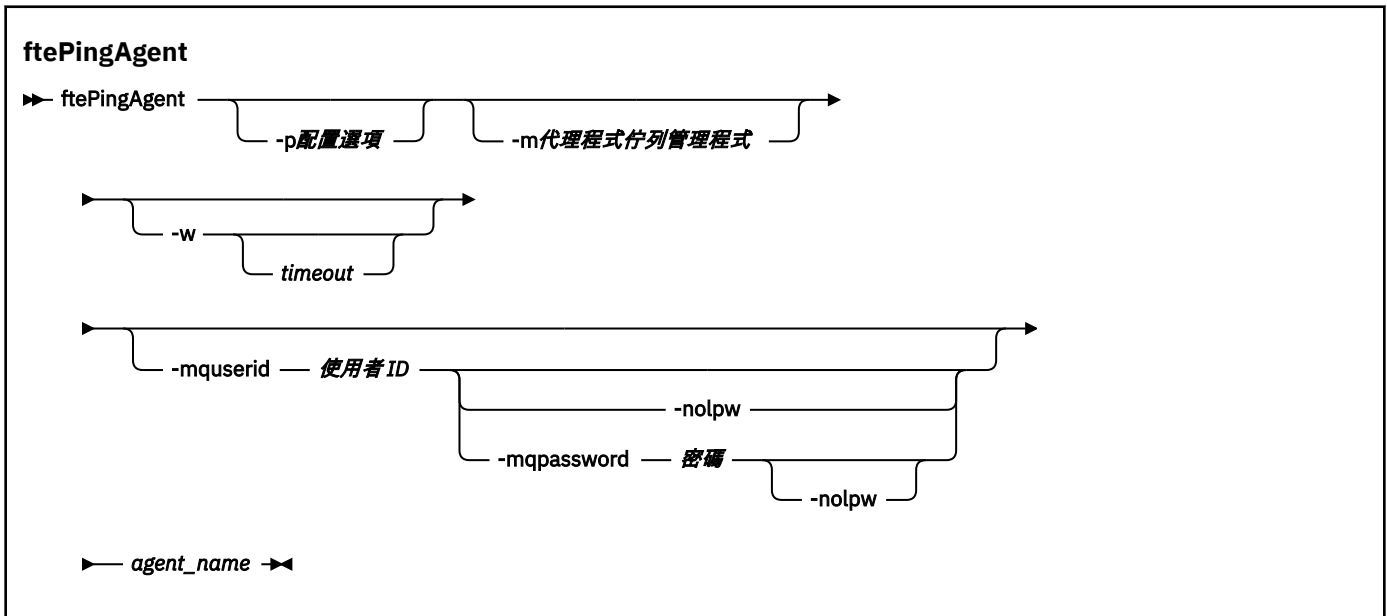 ftePingAgent
ftePingAgent
-p配置選項
-m代理程式佇列管理程式
-w
timeout
-mquserid 使用者 ID
-nolpw
-mqpassword 密碼
-nolpw
agent_name